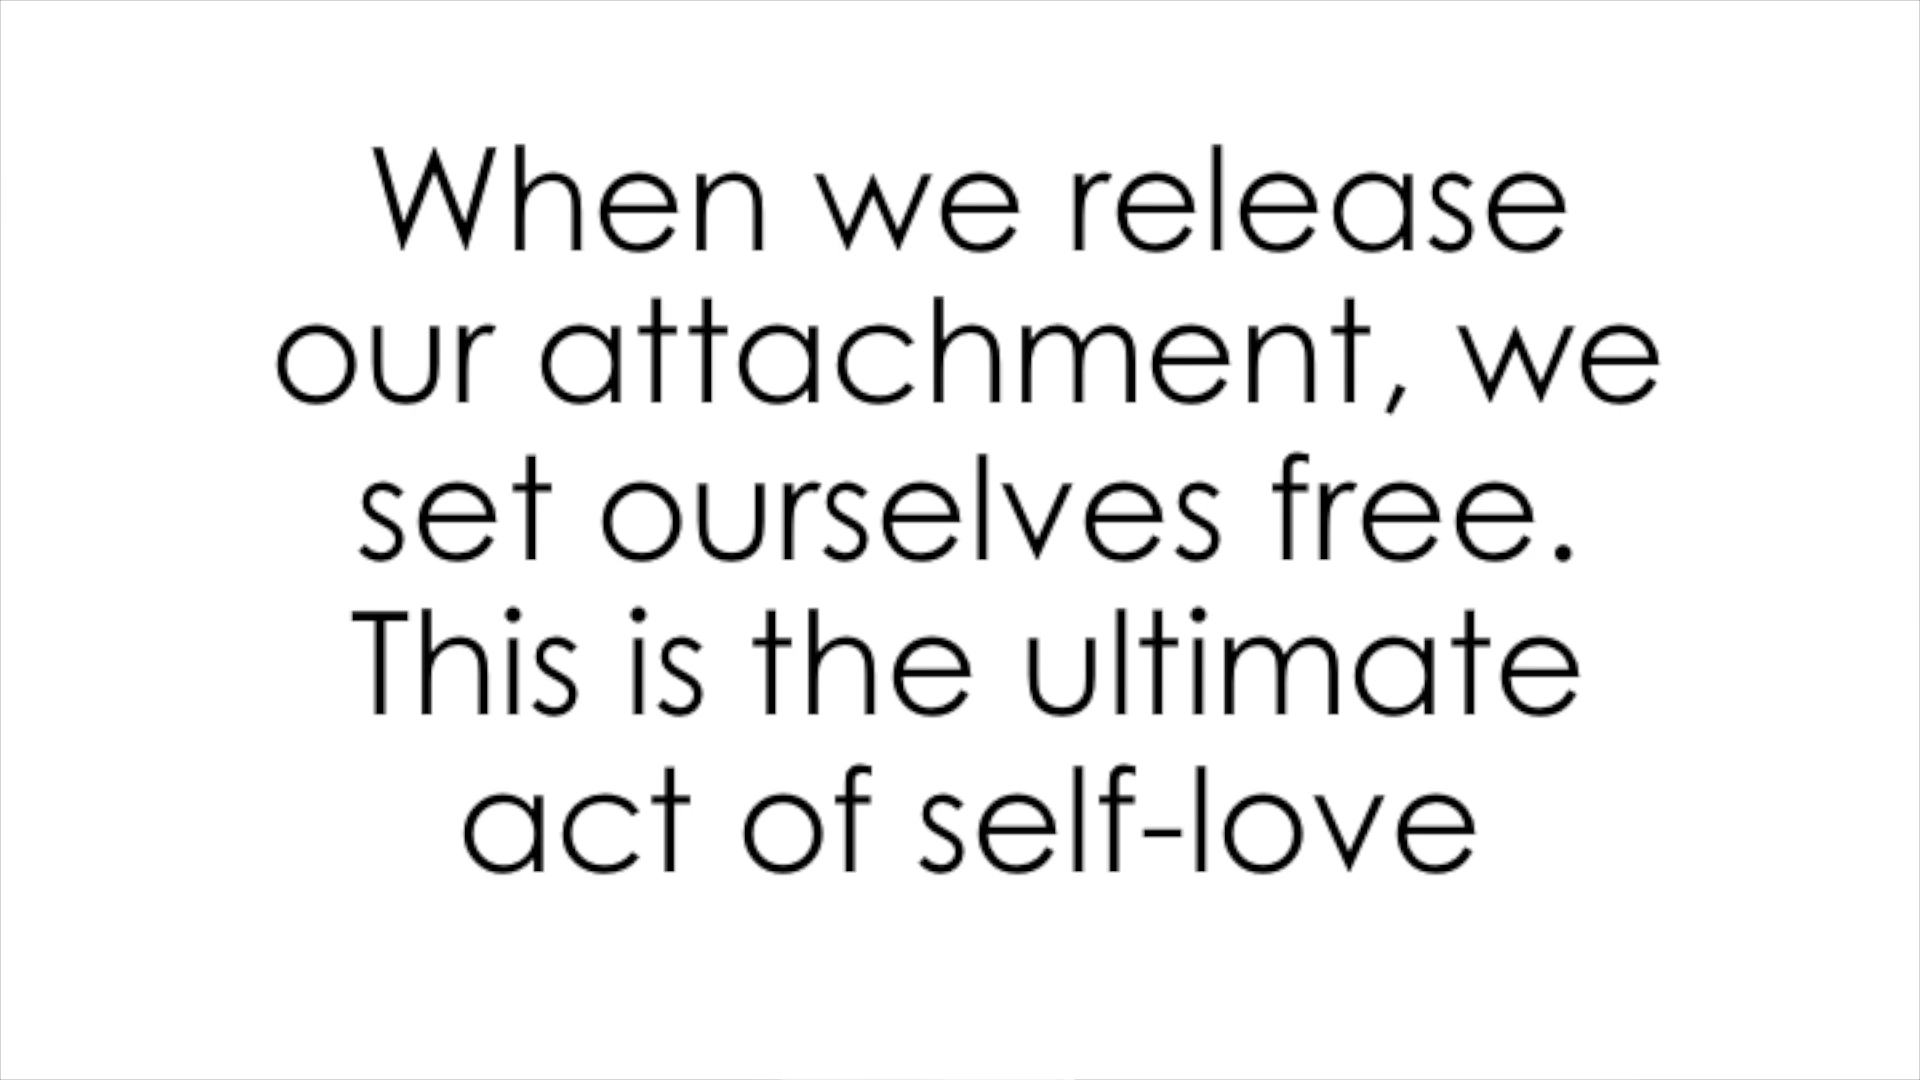 When we release
our attachment, we
set ourselves free.
This is the ultimate
act of self-love